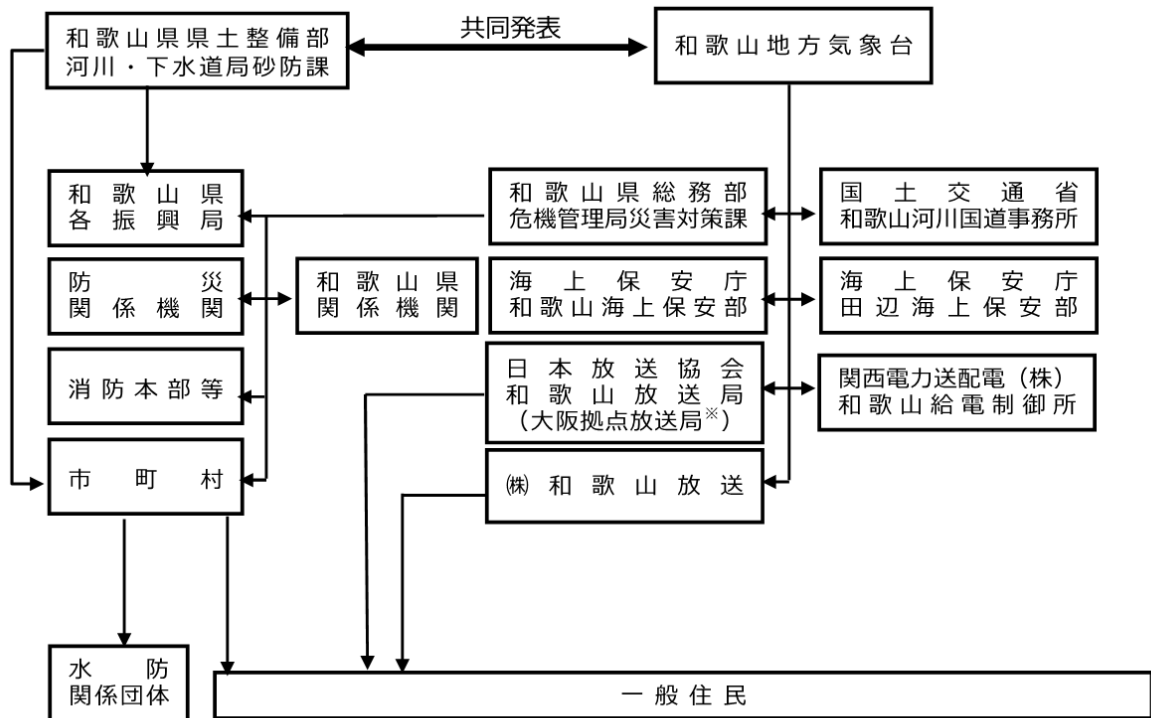 共同発表
和歌山県県土整備部
河川・下水道局砂防課
和歌山地方気象台
和歌山県
各振興局
和歌山県総務部
危機管理局災害対策課
国土交通省
和歌山河川国道事務所
防災
関係機関
和歌山県
関係機関
海上保安庁
和歌山海上保安部
海上保安庁
田辺海上保安部
消防本部等
日本放送協会
和歌山放送局
（大阪拠点放送局※）
関西電力送配電（株）
和歌山給電制御所
市町村
㈱和歌山放送
水防
関係団体
一般住民